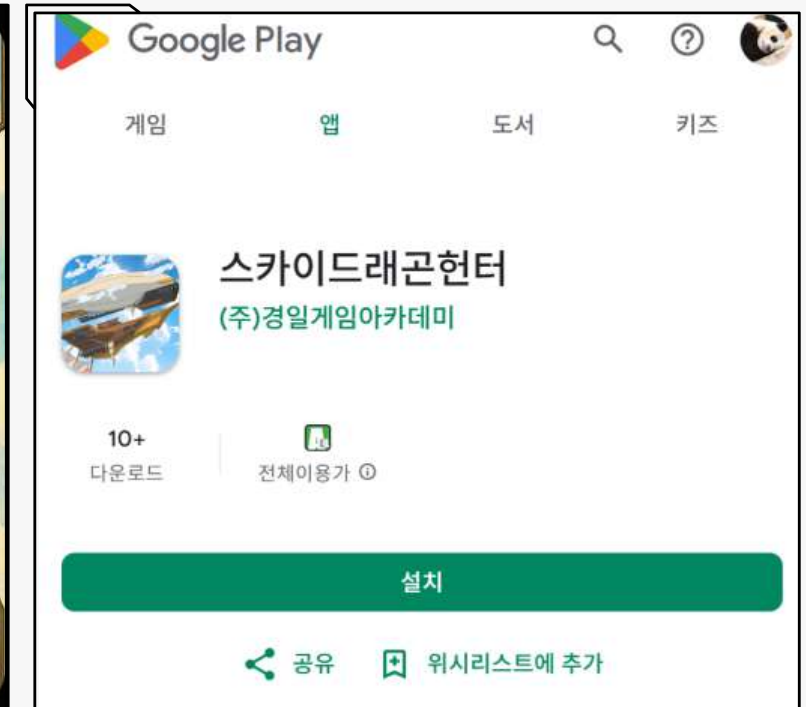 Google Play
게임 앱 도서 키즈
스카이드래곤헌터
(주)경일게임아카데미
10+
다운로드 전체이용가
설치
공유 위시리스트에 추가